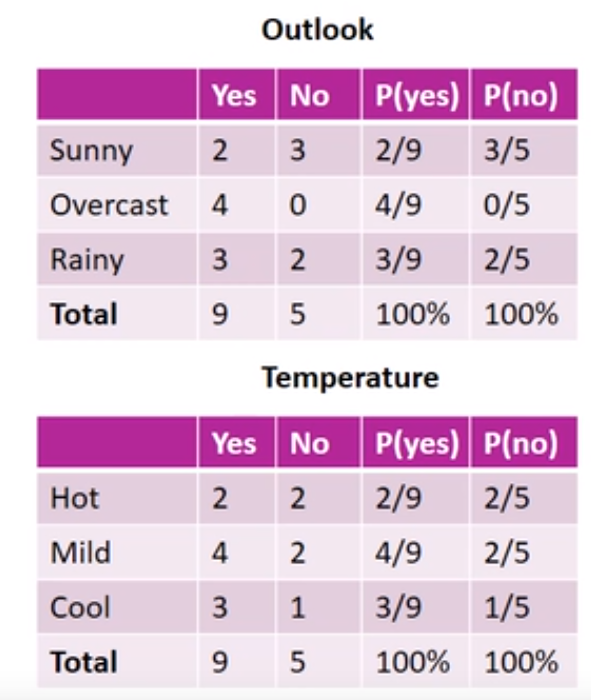 Outlook
Yes No P(yes) P(no)
Sunny 2 3 2/9 3/5
Overcast 4 0 4/9 0/5
Rainy 3 2 3/9 2/5
Total 9 5 100% 100%
Temperature
Yes No P(yes) P(no)
Hot 2 2 2/9 2/5
Mild 4 2 4/9 2/5
Cool 3 1 3/9 1/5
Total 9 5 100% 100%